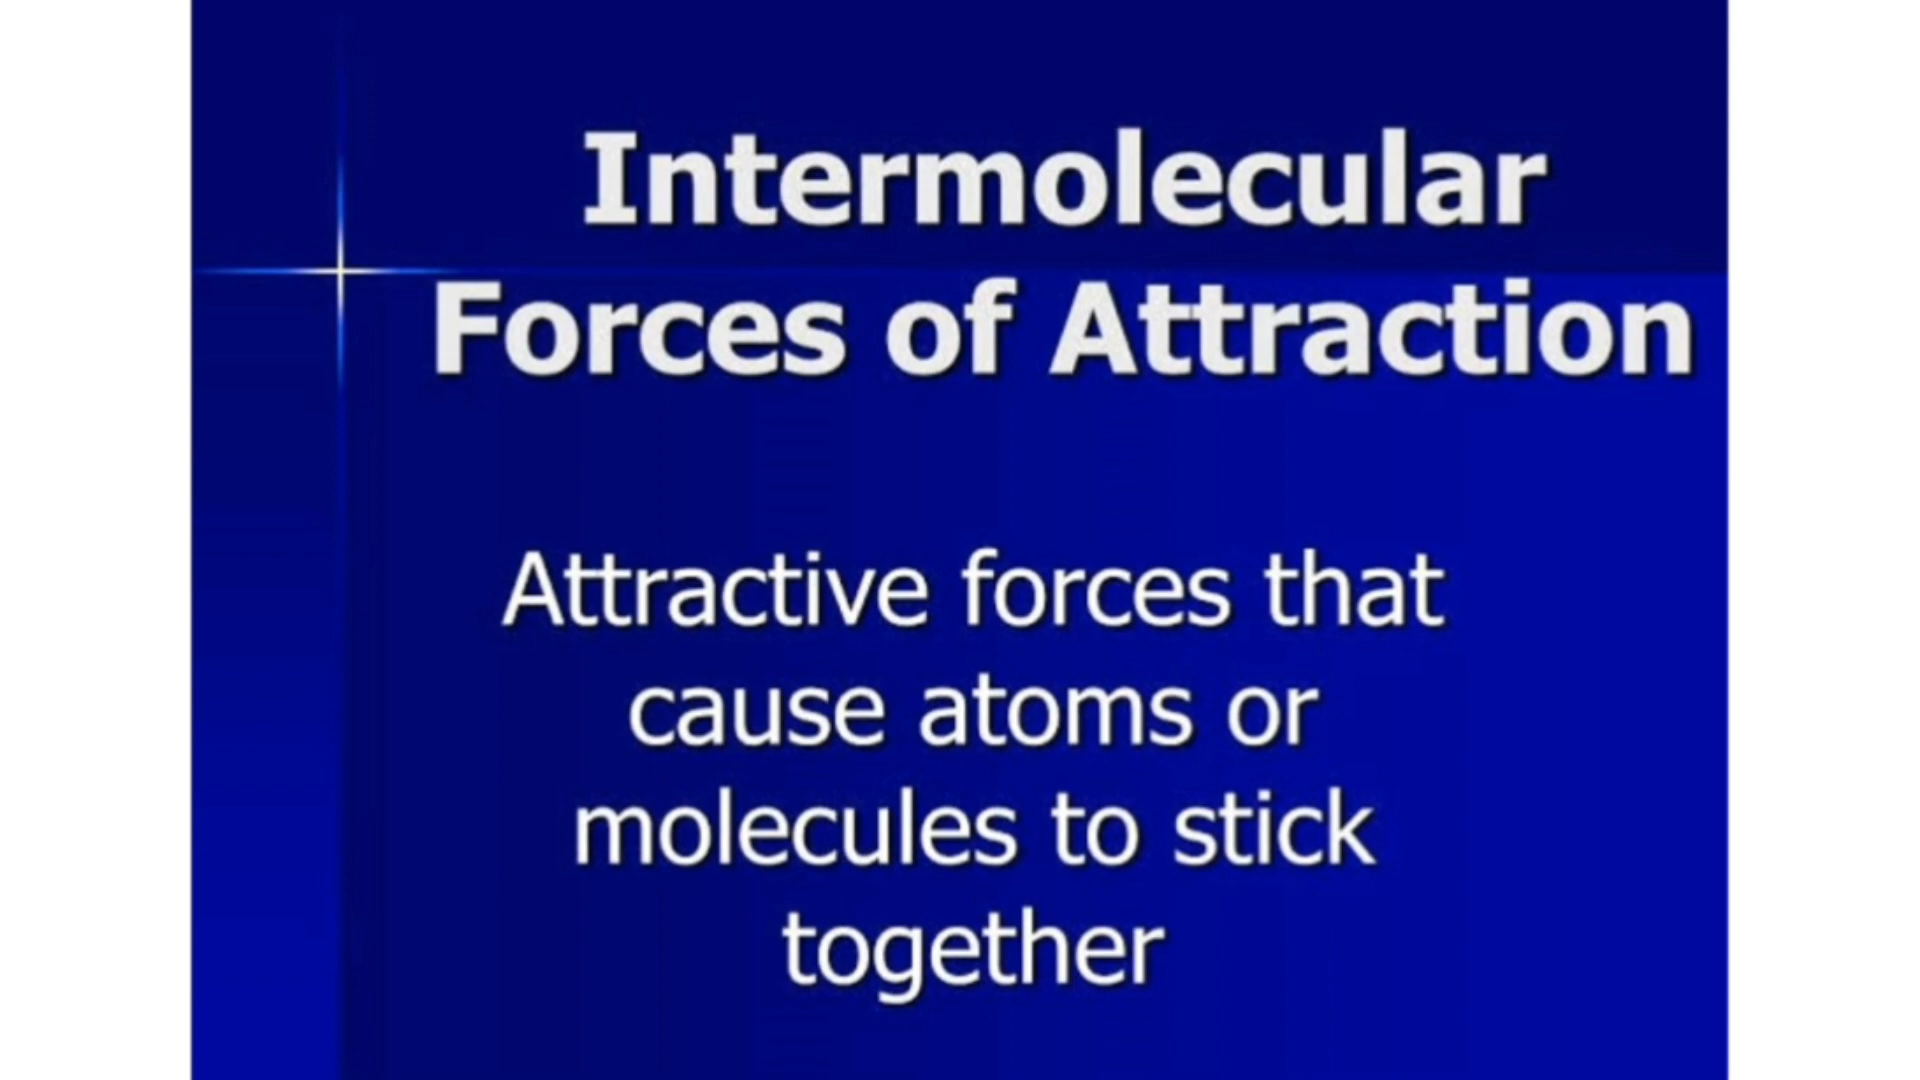 Intermolecular
Forces of Attraction
Attractive forces that
cause atoms or
molecules to stick
together